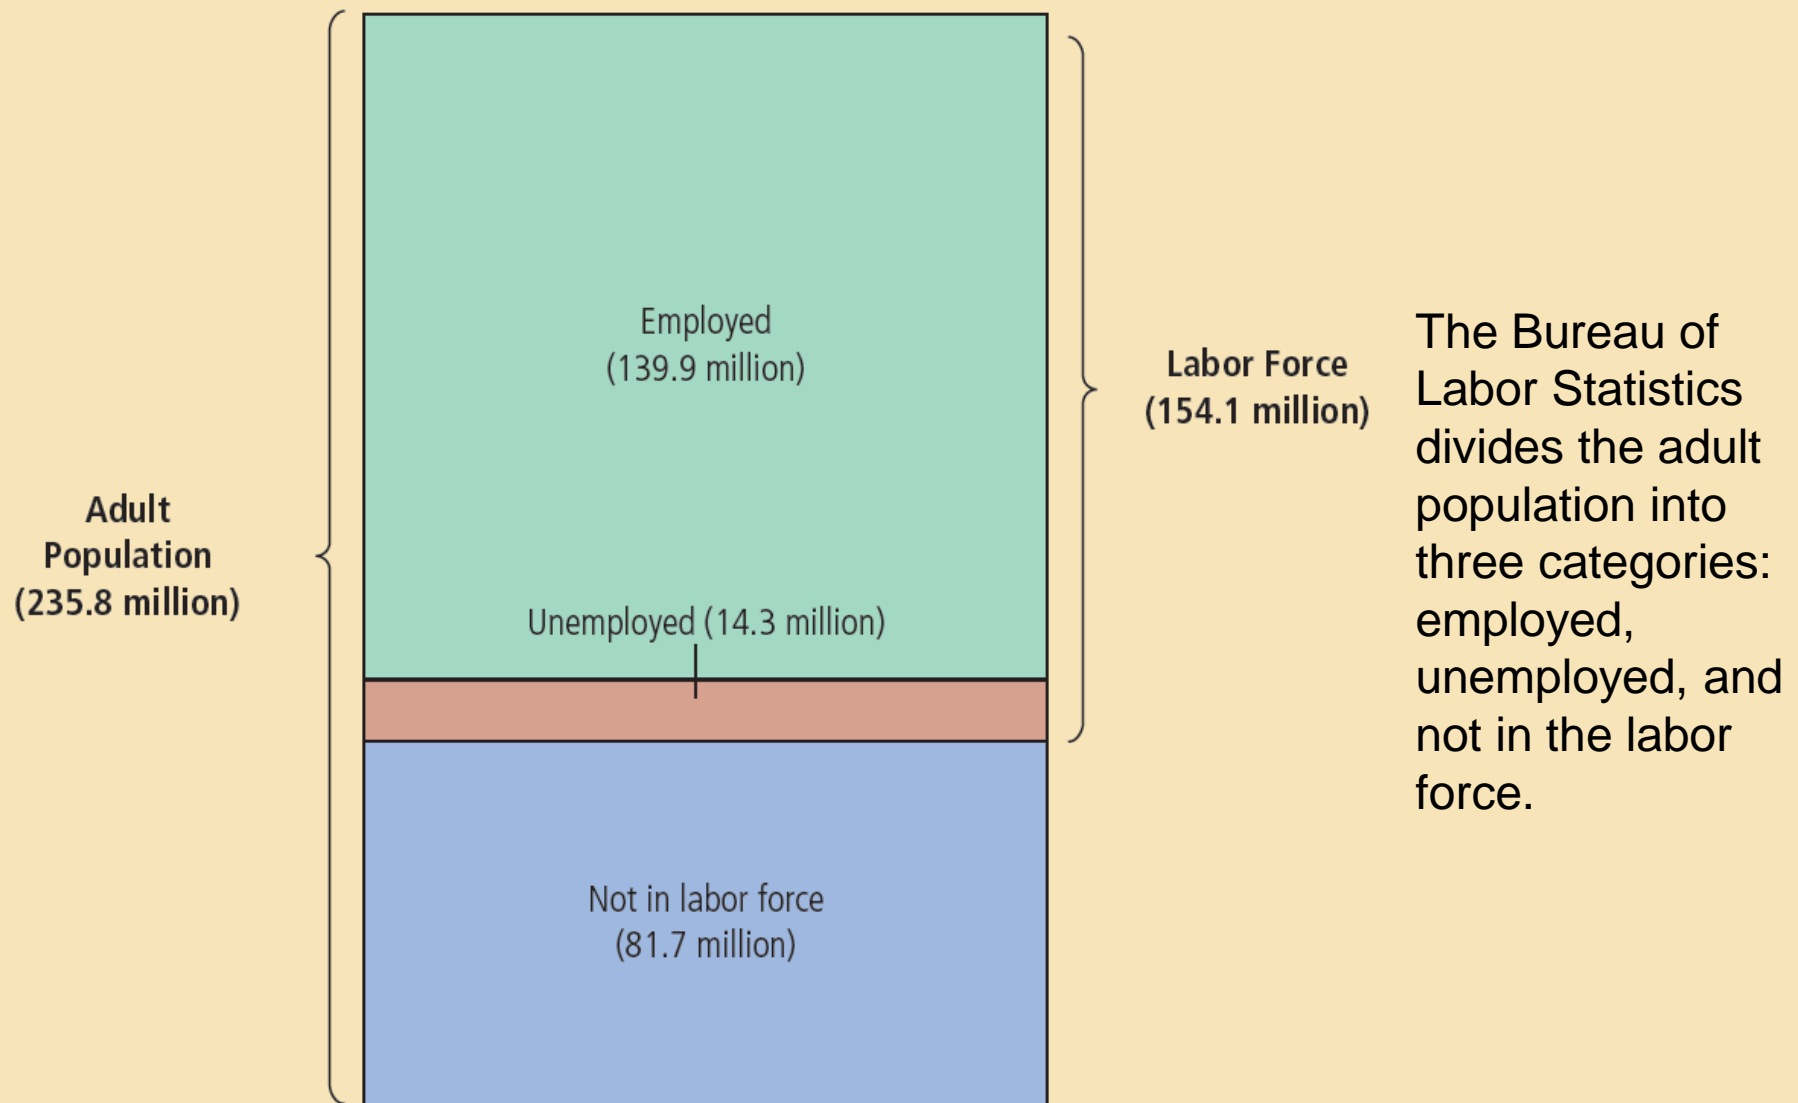 Adult
Population
(235.8 million)
Employed
(139.9 million)
Unemployed (14.3 million)
Not in labor force
(81.7 million)
Labor Force
(154.1 million)
The Bureau of
Labor Statistics
divides the adult
population into
three categories:
employed,
unemployed, and
not in the labor
force.